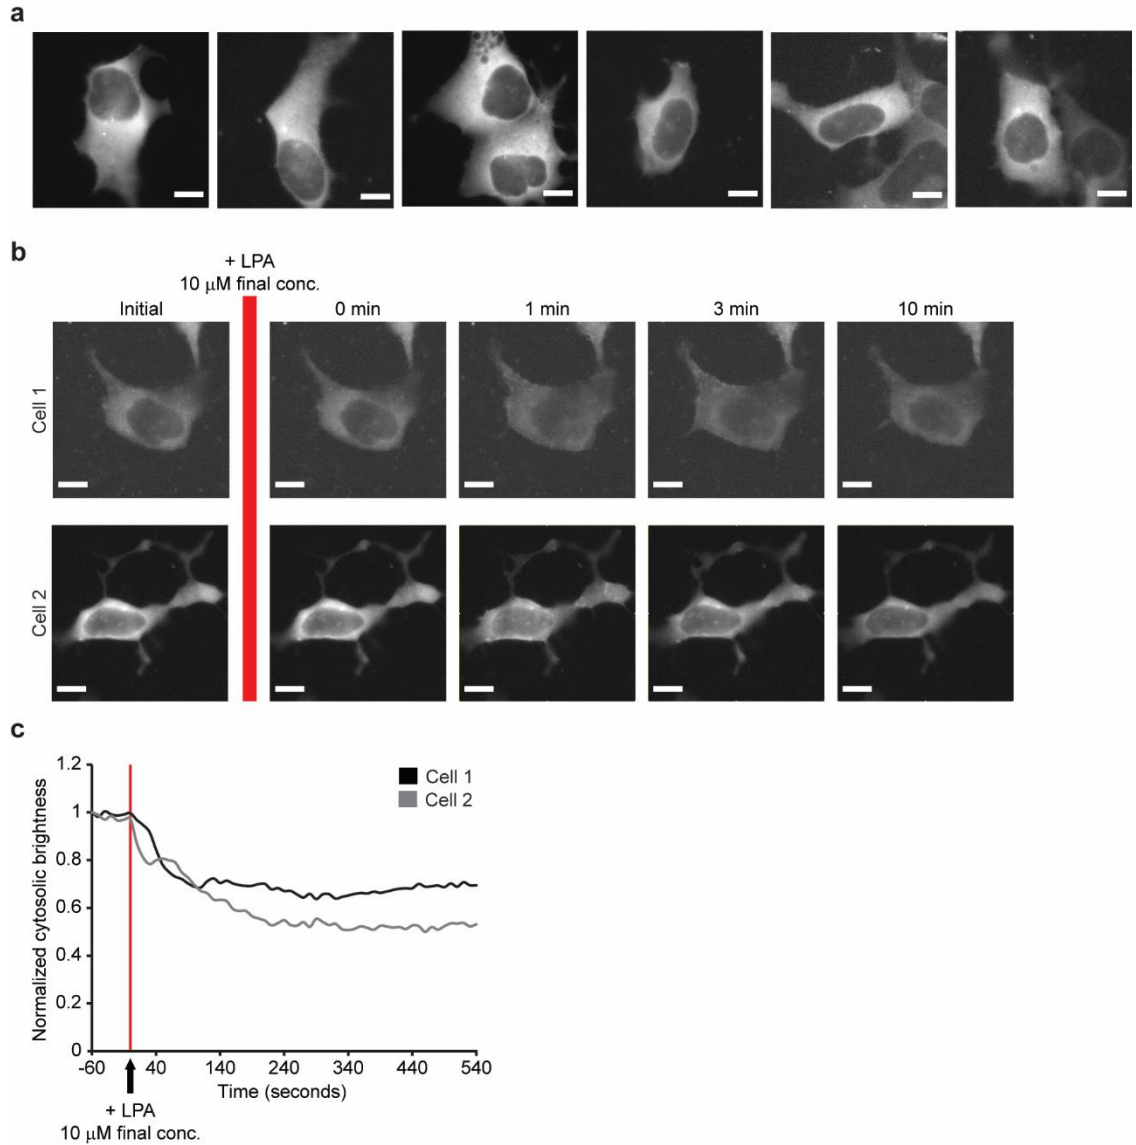 a
b
+ LPA
10 μM final conc.
Initial
0 min
1 min
3 min
10 min
Cell 1
Cell 2
c
1.2
1
0.8
0.6
0.4
0.2
0
Normalized cytosolic brightness
Cell 1
Cell 2
-60 40 140 240 340 440 540
Time (seconds)
+ LPA
10 μM final conc.